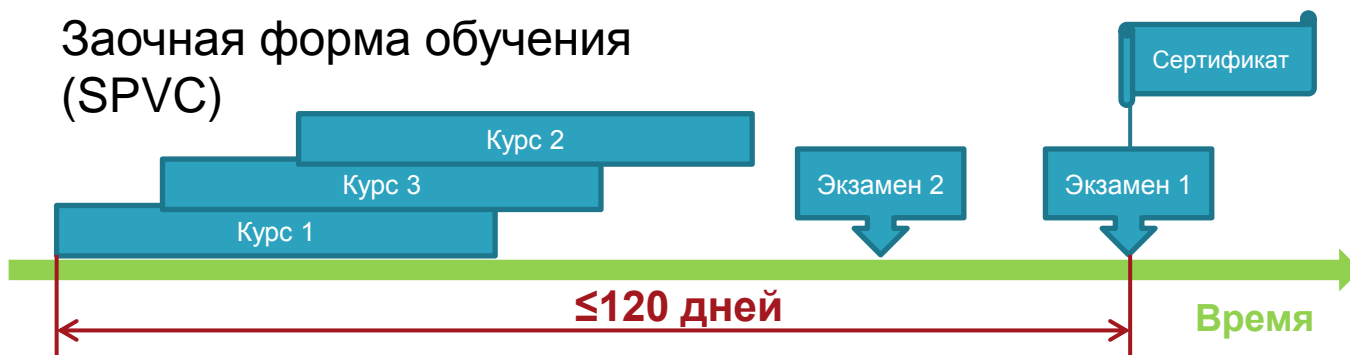 Заочная форма обучения
(SPVC)
Сертификат
Курс 2
Курс 3
Курс 1
Экзамен 2
Экзамен 1
≤120 дней
Время